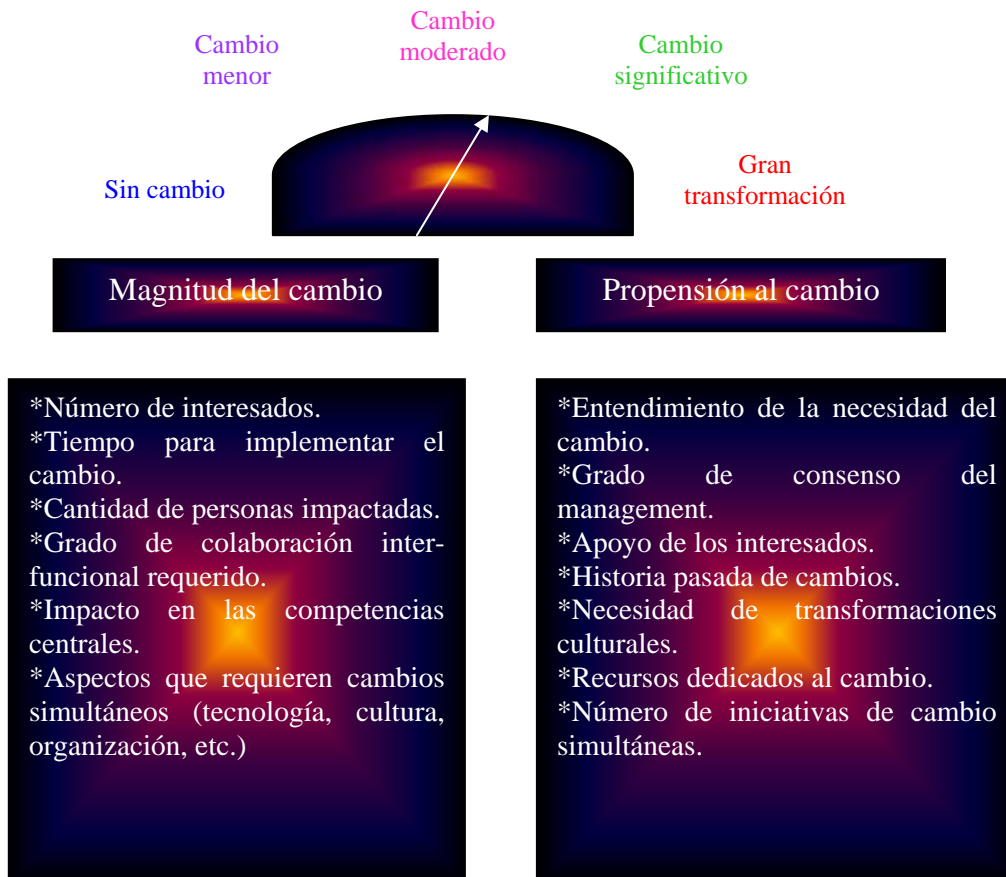 Cambio
moderado
Cambio
menor
Cambio
significativo
Sin cambio
Gran
transformación
Magnitud del cambio
Propensión al cambio
*Número de interesados.
*Tiempo para implementar el
cambio.
*Cantidad de personas impactadas.
*Grado de colaboración inter-
funcional requerido.
*Impacto en las competencias
centrales.
*Aspectos que requieren cambios
simultáneos (tecnología, cultura,
organización, etc.)
*Entendimiento de la necesidad del
cambio.
*Grado de consenso del
management.
*Apoyo de los interesados.
*Historia pasada de cambios.
*Necesidad de transformaciones
culturales.
*Recursos dedicados al cambio.
*Número de iniciativas de cambio
simultáneas.